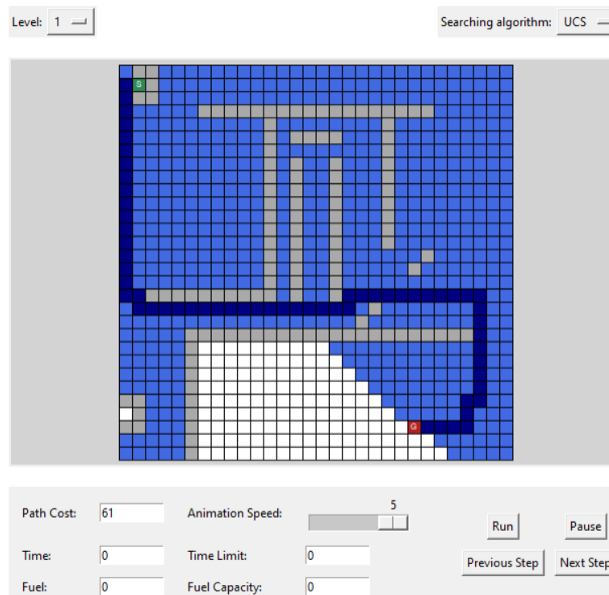 Level: 1 Searching algorithm: UCS
S
G
Path Cost: 61 Animation Speed: 5
Run Pause
Time: 0 Time Limit: 0
Previous Step Next Step
Fuel: 0 Fuel Capacity: 0